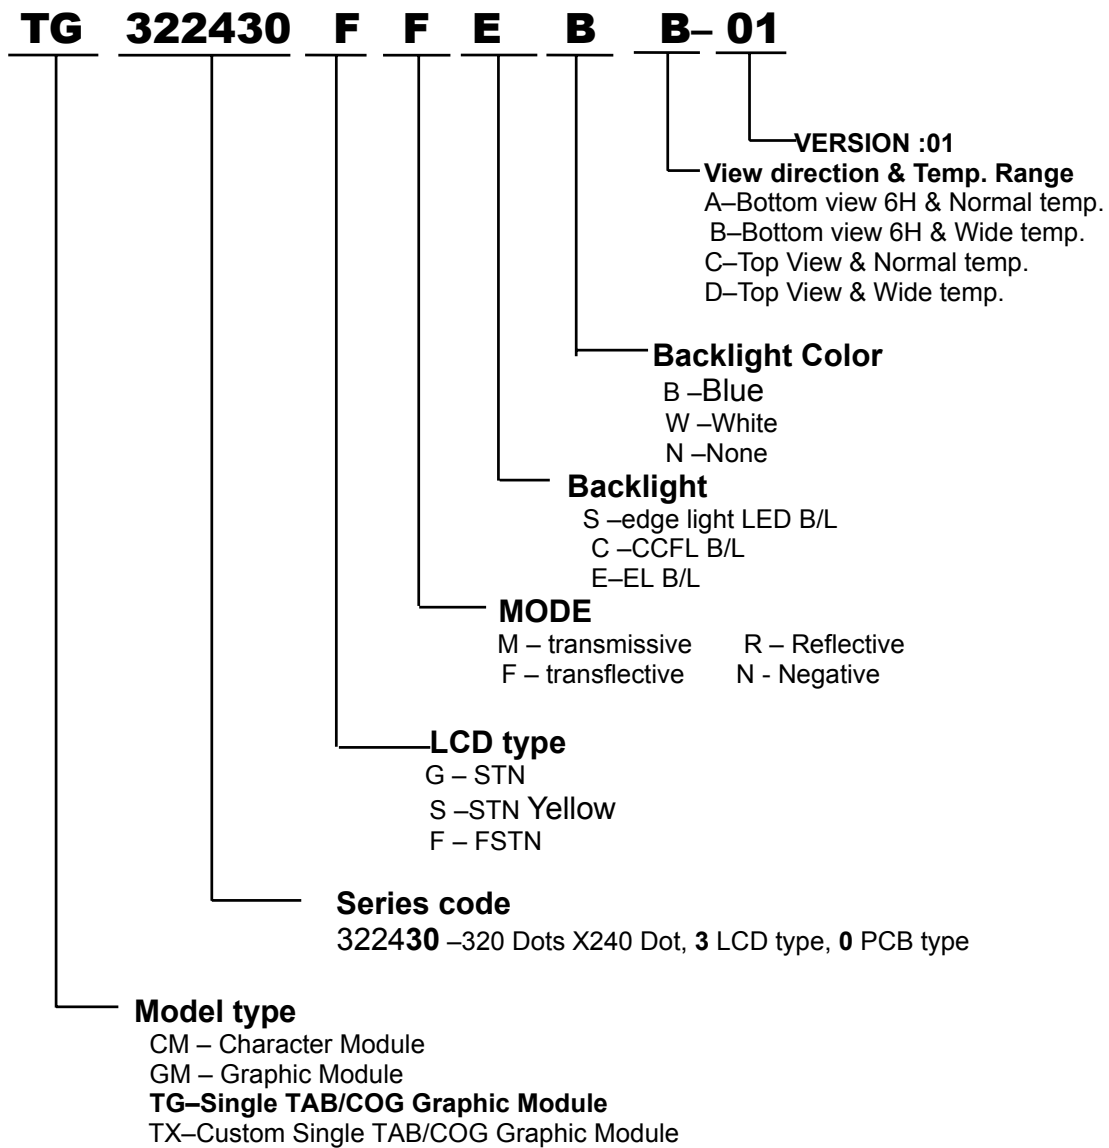 TG 322430 F F E B B– 01
VERSION :01
View direction & Temp. Range
A–Bottom view 6H & Normal temp.
B–Bottom view 6H & Wide temp.
C–Top View & Normal temp.
D–Top View & Wide temp.
Backlight Color
B –Blue
W –White
N –None
Backlight
S –edge light LED B/L
C –CCFL B/L
E–EL B/L
MODE
M – transmissive R – Reflective
F – transflective N - Negative
LCD type
G – STN
S –STN Yellow
F – FSTN
Series code
322430 –320 Dots X240 Dot, 3 LCD type, 0 PCB type
Model type
CM – Character Module
GM – Graphic Module
TG–Single TAB/COG Graphic Module
TX–Custom Single TAB/COG Graphic Module